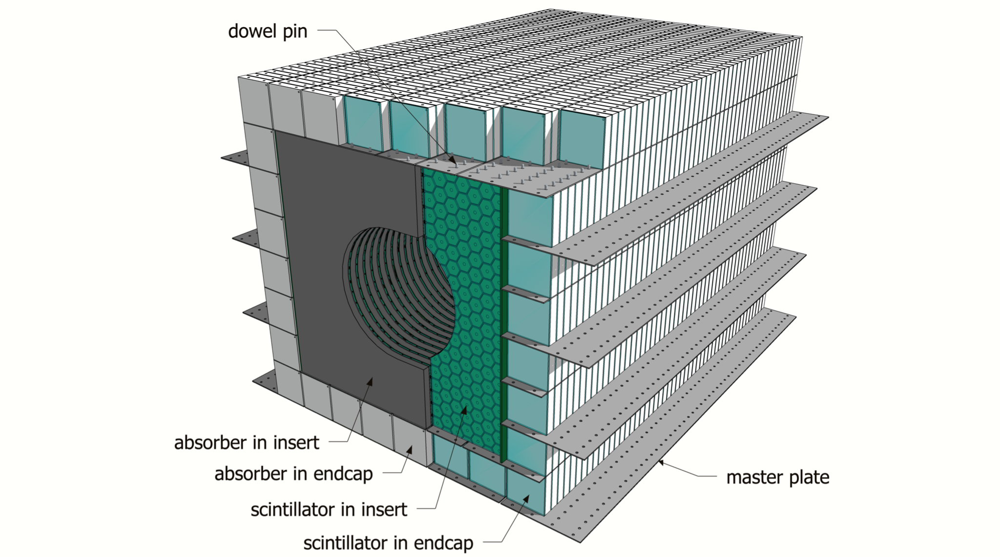 dowel pin
absorber in insert
absorber in endcap
master plate
scintillator in insert
scintillator in endcap